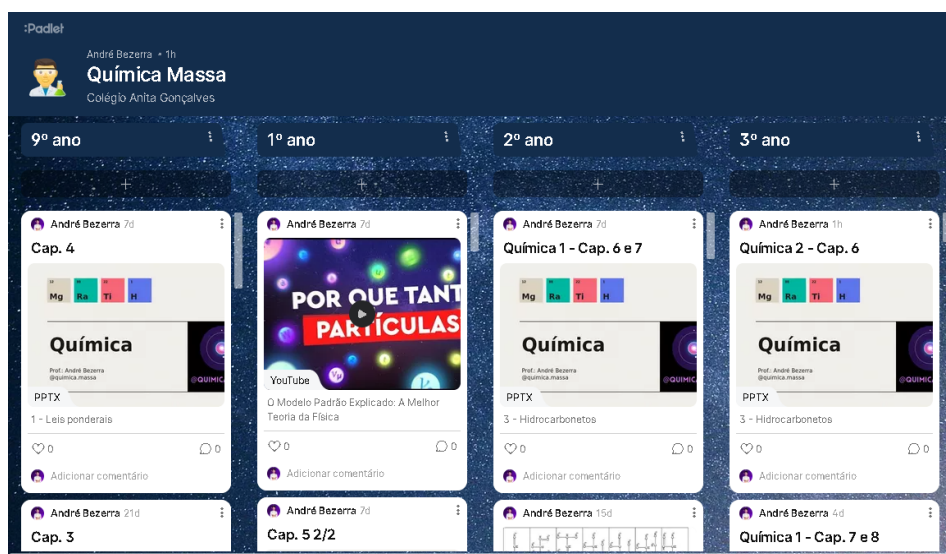 :Padlet
André Bezerra • 1h
Química Massa
Colégio Anita Gonçalves
9º ano
1º ano
2º ano
3º ano
+
+
+
+
André Bezerra 7d
Cap. 4
Mg Ra Ti H
Química
Prof.: André Bezerra
@quimica.massa
@QUIMIC
PPTX
1 - Leis ponderais
0
0
Adicionar comentário
André Bezerra 21d
Cap. 3
André Bezerra 7d
POR QUE TANT
PARTÍCULAS
YouTube
O Modelo Padrão Explicado: A Melhor
Teoria da Física
0
0
Adicionar comentário
André Bezerra 7d
Cap. 5 2/2
André Bezerra 7d
Química 1 - Cap. 6 e 7
Mg Ra Ti H
Química
Prof.: André Bezerra
@quimica.massa
@QUIMIC
PPTX
3 - Hidrocarbonetos
0
0
Adicionar comentário
André Bezerra 15d
André Bezerra 1h
Química 2 - Cap. 6
Mg Ra Ti H
Química
Prof.: André Bezerra
@quimica.massa
@QUIMIC
PPTX
3 - Hidrocarbonetos
0
0
Adicionar comentário
André Bezerra 4d
Química 1 - Cap. 7 e 8